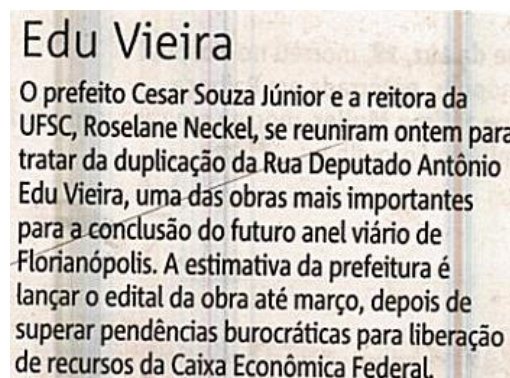 Edu Vieira
O prefeito Cesar Souza Júnior e a reitora da
UFSC, Roselane Neckel, se reuniram ontem para
tratar da duplicação da Rua Deputado Antônio
Edu Vieira, uma das obras mais importantes
para a conclusão do futuro anel viário de
Florianópolis. A estimativa da prefeitura é
lançar o edital da obra até março, depois de
superar pendências burocráticas para liberação
de recursos da Caixa Econômica Federal.